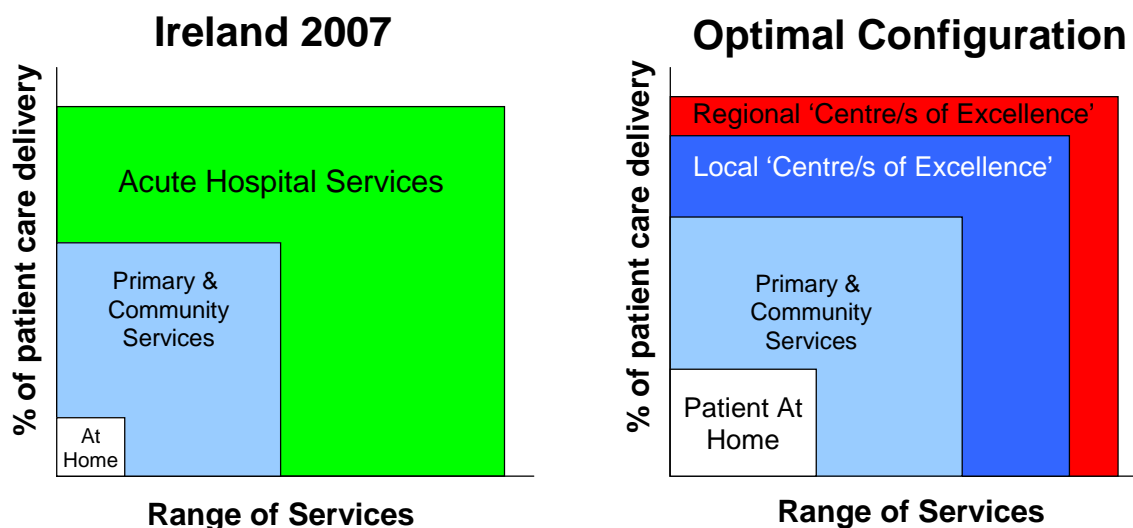 Ireland 2007
% of patient care delivery
Acute Hospital Services
Primary &
Community
Services
At
Home
Range of Services
Optimal Configuration
% of patient care delivery
Regional ‘Centre/s of Excellence’
Local ‘Centre/s of Excellence’
Primary &
Community
Services
Patient At
Home
Range of Services